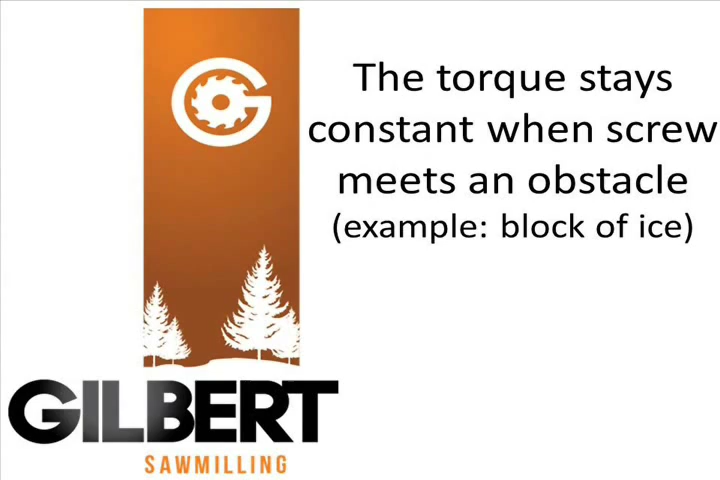 The torque stays
constant when screw
meets an obstacle
(example: block of ice)
GILBERT
SAWMILLING